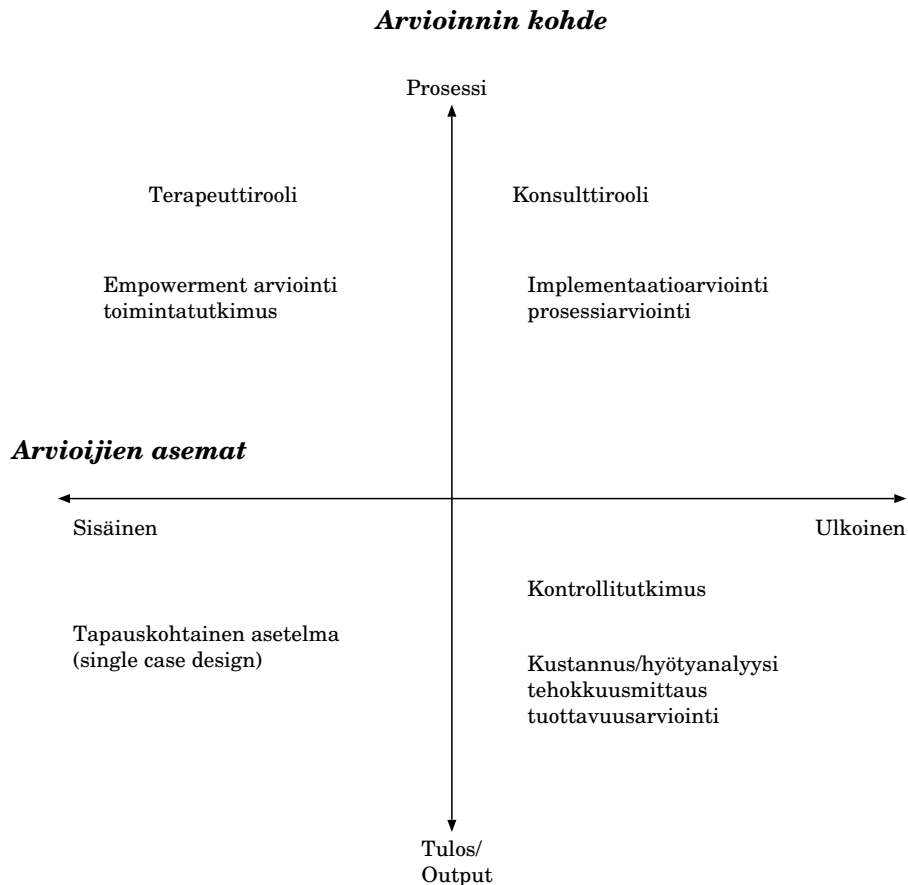 Arvioinnin kohde
Prosessi
Terapeuttirooli
Konsulttirooli
Empowerment arviointi
toimintatutkimus
Implementaatioarviointi
prosessiarviointi
Arvioijien asemat
Sisäinen
Ulkoinen
Kontrollitutkimus
Tapauskohtainen asetelma
(single case design)
Kustannus/hyötyanalyysi
tehokkuusmittaus
tuottavuusarviointi
Tulos/
Output